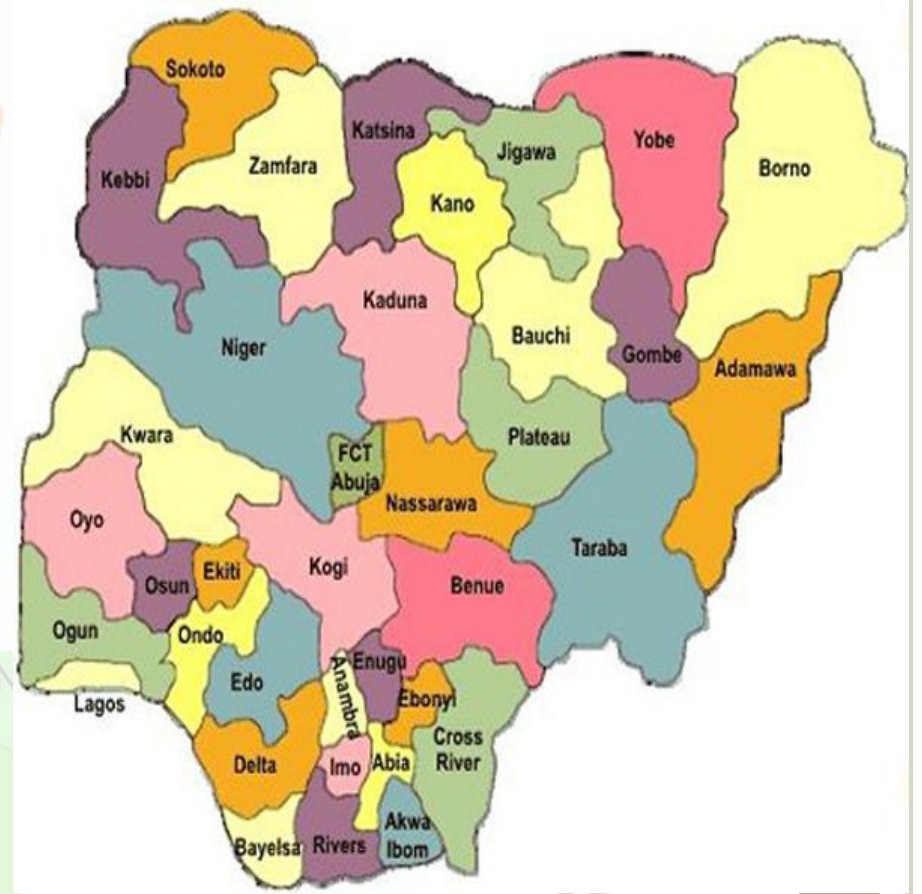 Sokoto
Katsina
Yobe
Jigawa
Zamfara
Borno
Kebbi
Kano
Kaduna
Bauchi
Niger
Gombe
Adamawa
Kwara
Plateau
FCT
Abuja
Nassarawa
Oyo
Taraba
Kogi
Osun
Ekiti
Benue
Ogun
Ondo
Enugu
Edo
Anambra
Ebonyi
Lagos
Cross
River
Delta
Imo
Abia
Akwa
Ibom
Bayelsa
Rivers